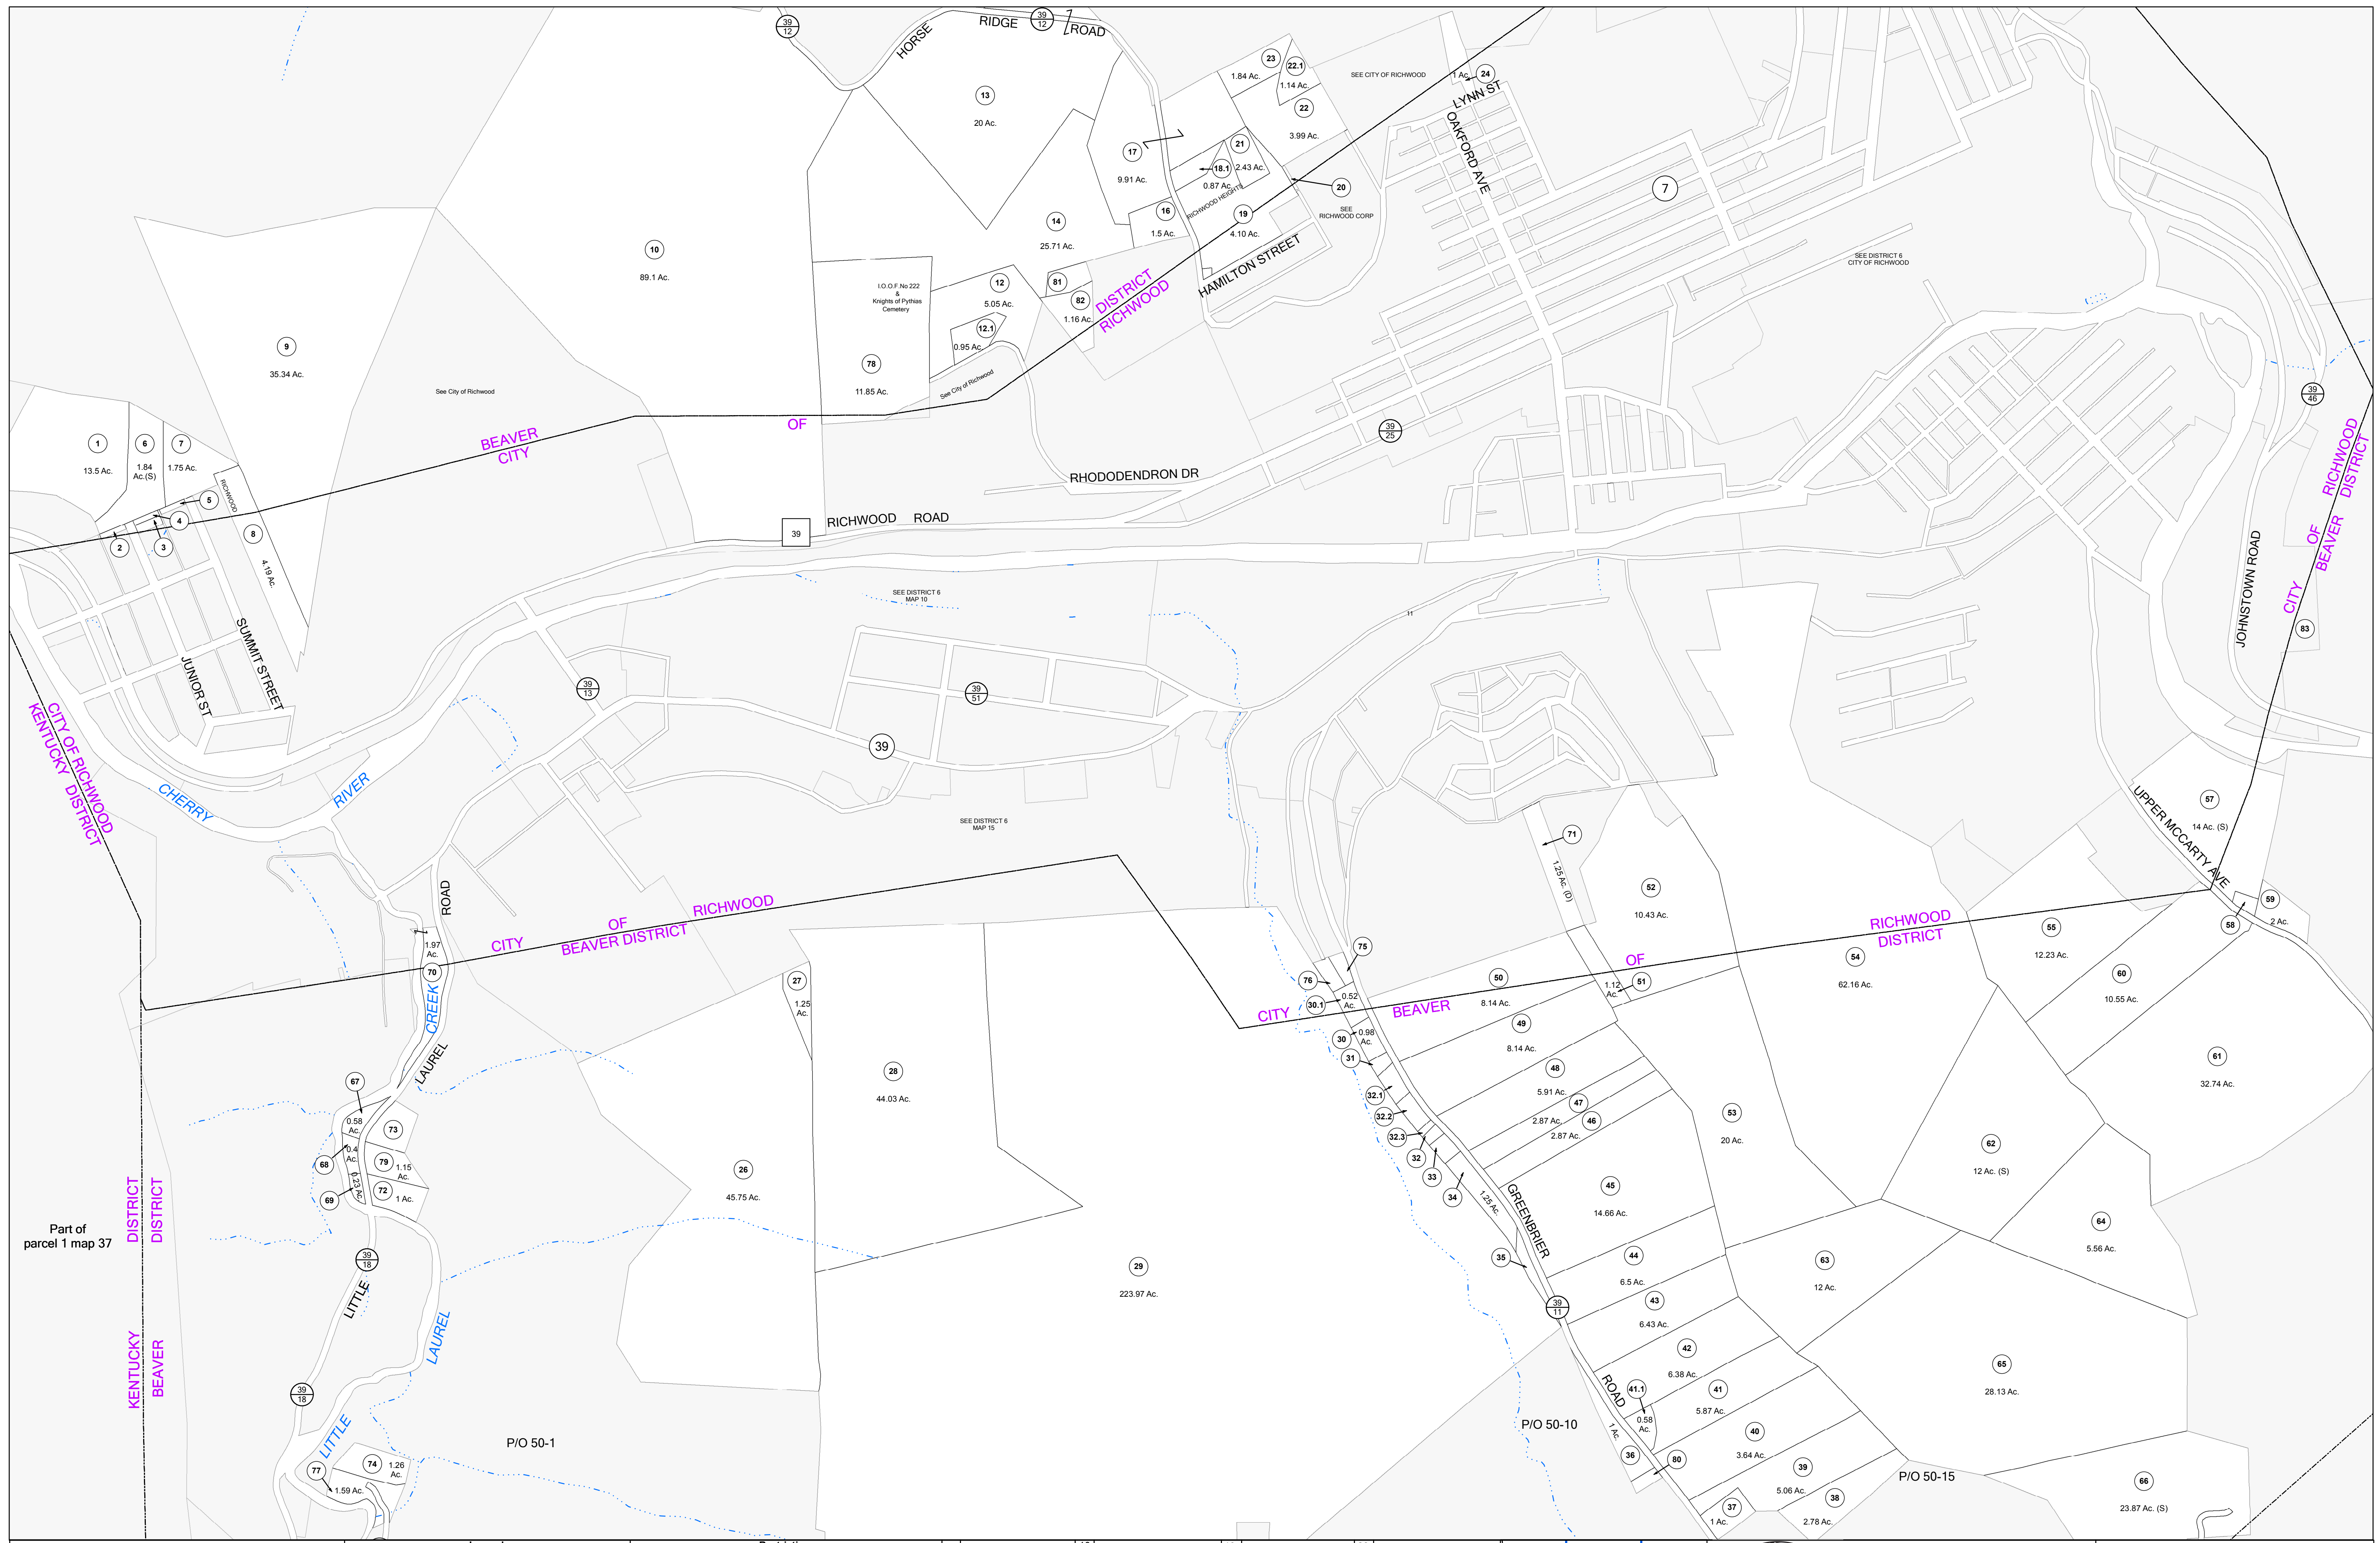 39
12
HORSE
RIDGE
39
12
ROAD
13
20 Ac.
23
1.84 Ac.
22.1
1.14 Ac.
22
3.99 Ac.
SEE CITY OF RICHWOOD
1 Ac.
24
LYNN ST
OAKFORD AVE
17
9.91 Ac.
21
2.43 Ac.
18.1
0.87 Ac.
RICHWOOD HEIGHTS
20
SEE
RICHWOOD CORP
7
16
1.5 Ac.
19
4.10 Ac.
HAMILTON STREET
14
25.71 Ac.
10
89.1 Ac.
SEE DISTRICT 6
CITY OF RICHWOOD
I.O.O.F.No 222
&
Knights of Pythias
Cemetery
12
5.05 Ac.
81
82
1.16 Ac.
DISTRICT
RICHWOOD
12.1
0.95 Ac.
78
11.85 Ac.
See City of Richwood
9
35.34 Ac.
See City of Richwood
BEAVER
CITY
OF
39
25
39
46
RICHWOOD
DISTRICT
OF
BEAVER
CITY
1
13.5 Ac.
6
1.84
Ac.(S)
7
1.75 Ac.
RICHWOOD
5
4
3
2
8
4.19 Ac.
RHODODENDRON DR
39
RICHWOOD ROAD
SEE DISTRICT 6
MAP 10
11
JOHNSTOWN ROAD
83
JUNIOR ST
SUMMIT STREET
39
13
39
51
39
CITY OF RICHWOOD
KENTUCKY DISTRICT
CHERRY
RIVER
SEE DISTRICT 6
MAP 15
71
1.25 Ac. (D)
52
10.43 Ac.
57
14 Ac. (S)
UPPER MCCARTY AVE
59
2 Ac.
58
ROAD
1.97
Ac.
70
CITY
OF
RICHWOOD
BEAVER DISTRICT
CREEK
LAUREL
27
1.25
Ac.
75
76
30.1
0.52
Ac.
CITY
BEAVER
OF
RICHWOOD
DISTRICT
50
8.14 Ac.
1.12
Ac.
51
54
62.16 Ac.
55
12.23 Ac.
60
10.55 Ac.
30
0.98
Ac.
31
49
8.14 Ac.
28
44.03 Ac.
48
5.91 Ac.
61
32.74 Ac.
67
0.58
Ac.
73
68
0.4
Ac.
79
1.15
Ac.
69
0.23 Ac.
72
1 Ac.
32.1
32.2
32.3
32
33
34
1.25 Ac.
47
2.87 Ac.
46
2.87 Ac.
53
20 Ac.
62
12 Ac. (S)
26
45.75 Ac.
GREENBRIER
45
14.66 Ac.
Part of
parcel 1 map 37
DISTRICT
DISTRICT
64
5.56 Ac.
39
18
LITTLE
29
223.97 Ac.
35
44
6.5 Ac.
63
12 Ac.
39
11
43
6.43 Ac.
KENTUCKY
BEAVER
LAUREL
42
6.38 Ac.
65
28.13 Ac.
39
18
ROAD
41.1
0.58
Ac.
41
5.87 Ac.
LITTLE
P/O 50-1
P/O 50-10
1 Ac.
36
80
40
3.64 Ac.
74
1.26
Ac.
77
1.59 Ac.
39
5.06 Ac.
P/O 50-15
66
23.87 Ac. (S)
37
1 Ac.
38
2.78 Ac.